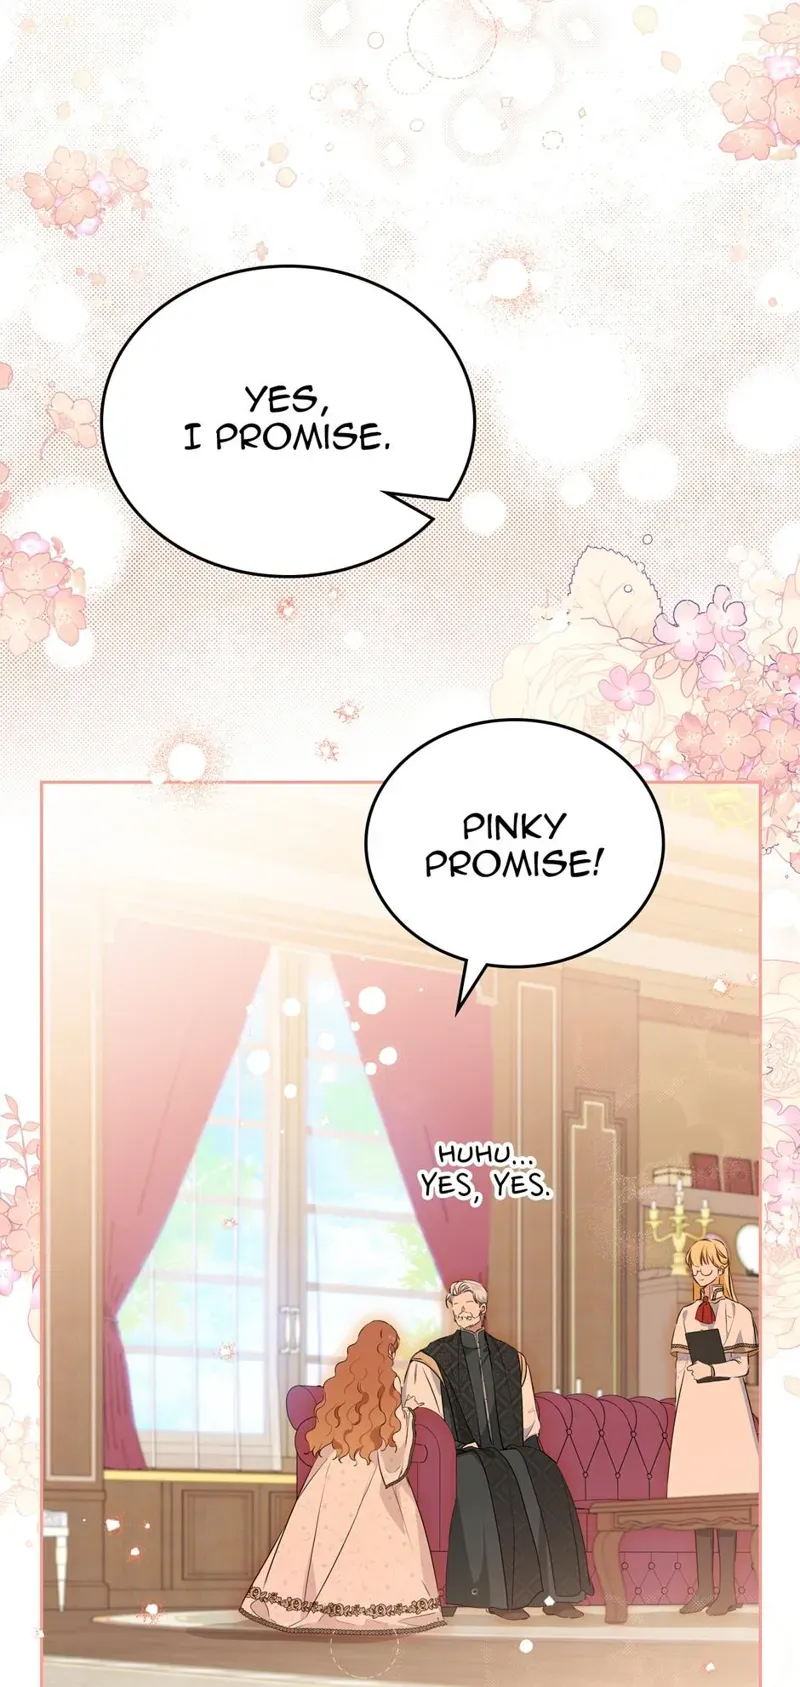 YES,
I PROMISE.
PINKY
PROMISE!
HUHU...
YES, YES.